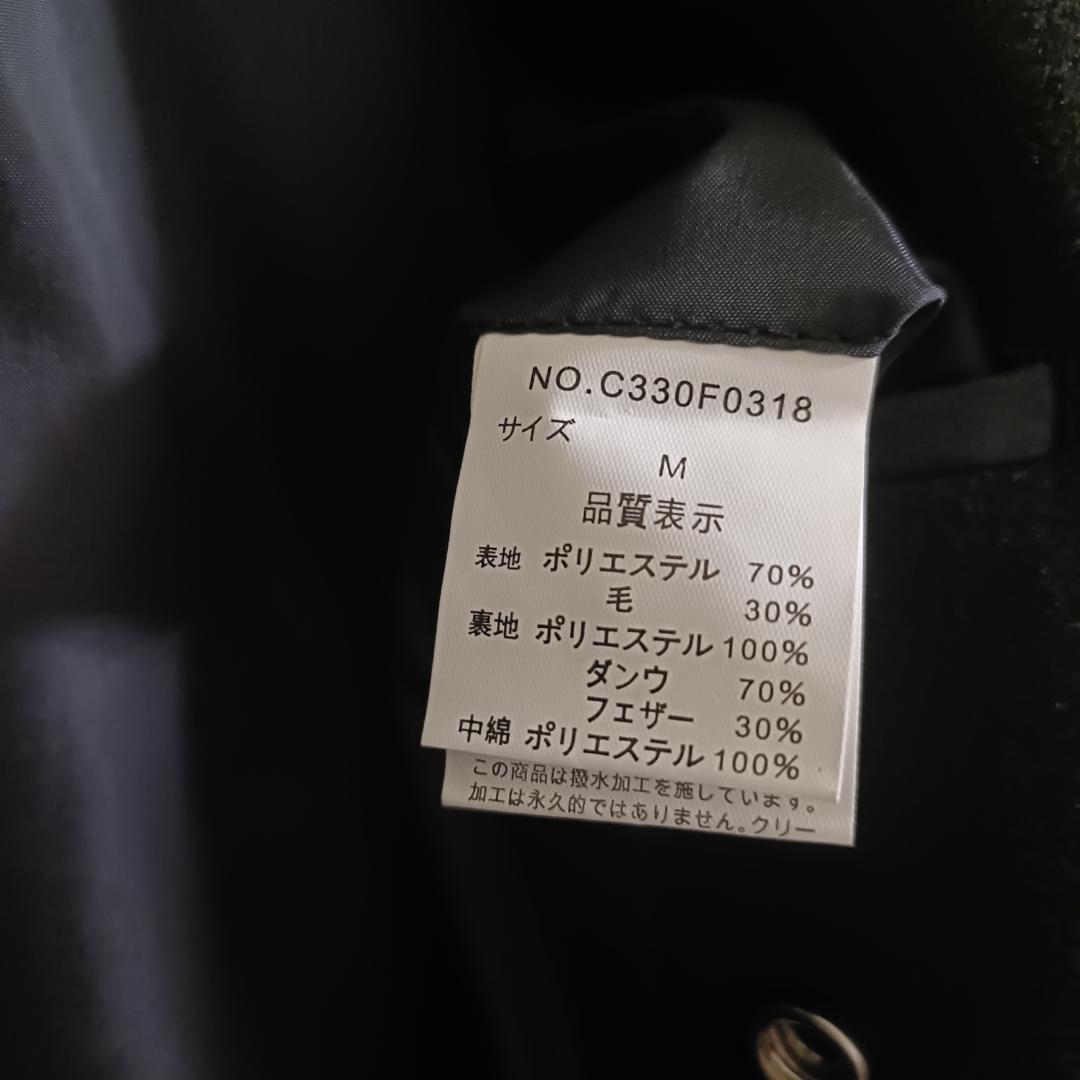 NO.C330F0318
サイズ
M
品質表示
表地 ポリエステル 70%
毛 30%
裏地 ポリエステル 100%
ダンウ 70%
フェザー 30%
中綿 ポリエステル 100%
この商品は撥水加工を施しています。
加工は永久的ではありません。クリー